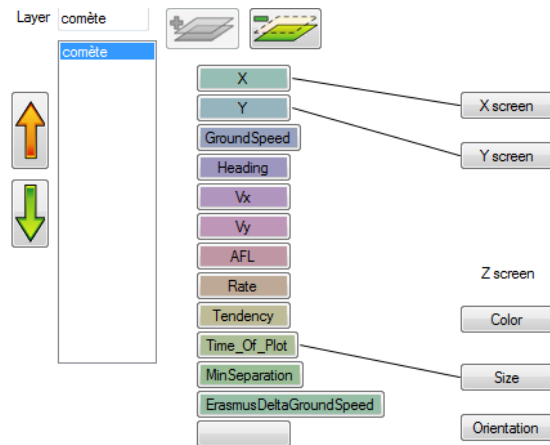 Layer comète
comète
X
Y
GroundSpeed
Heading
Vx
Vy
AFL
Rate
Tendency
Time_Of_Plot
MinSeparation
ErasmusDeltaGroundSpeed
X screen
Y screen
Z screen
Color
Size
Orientation